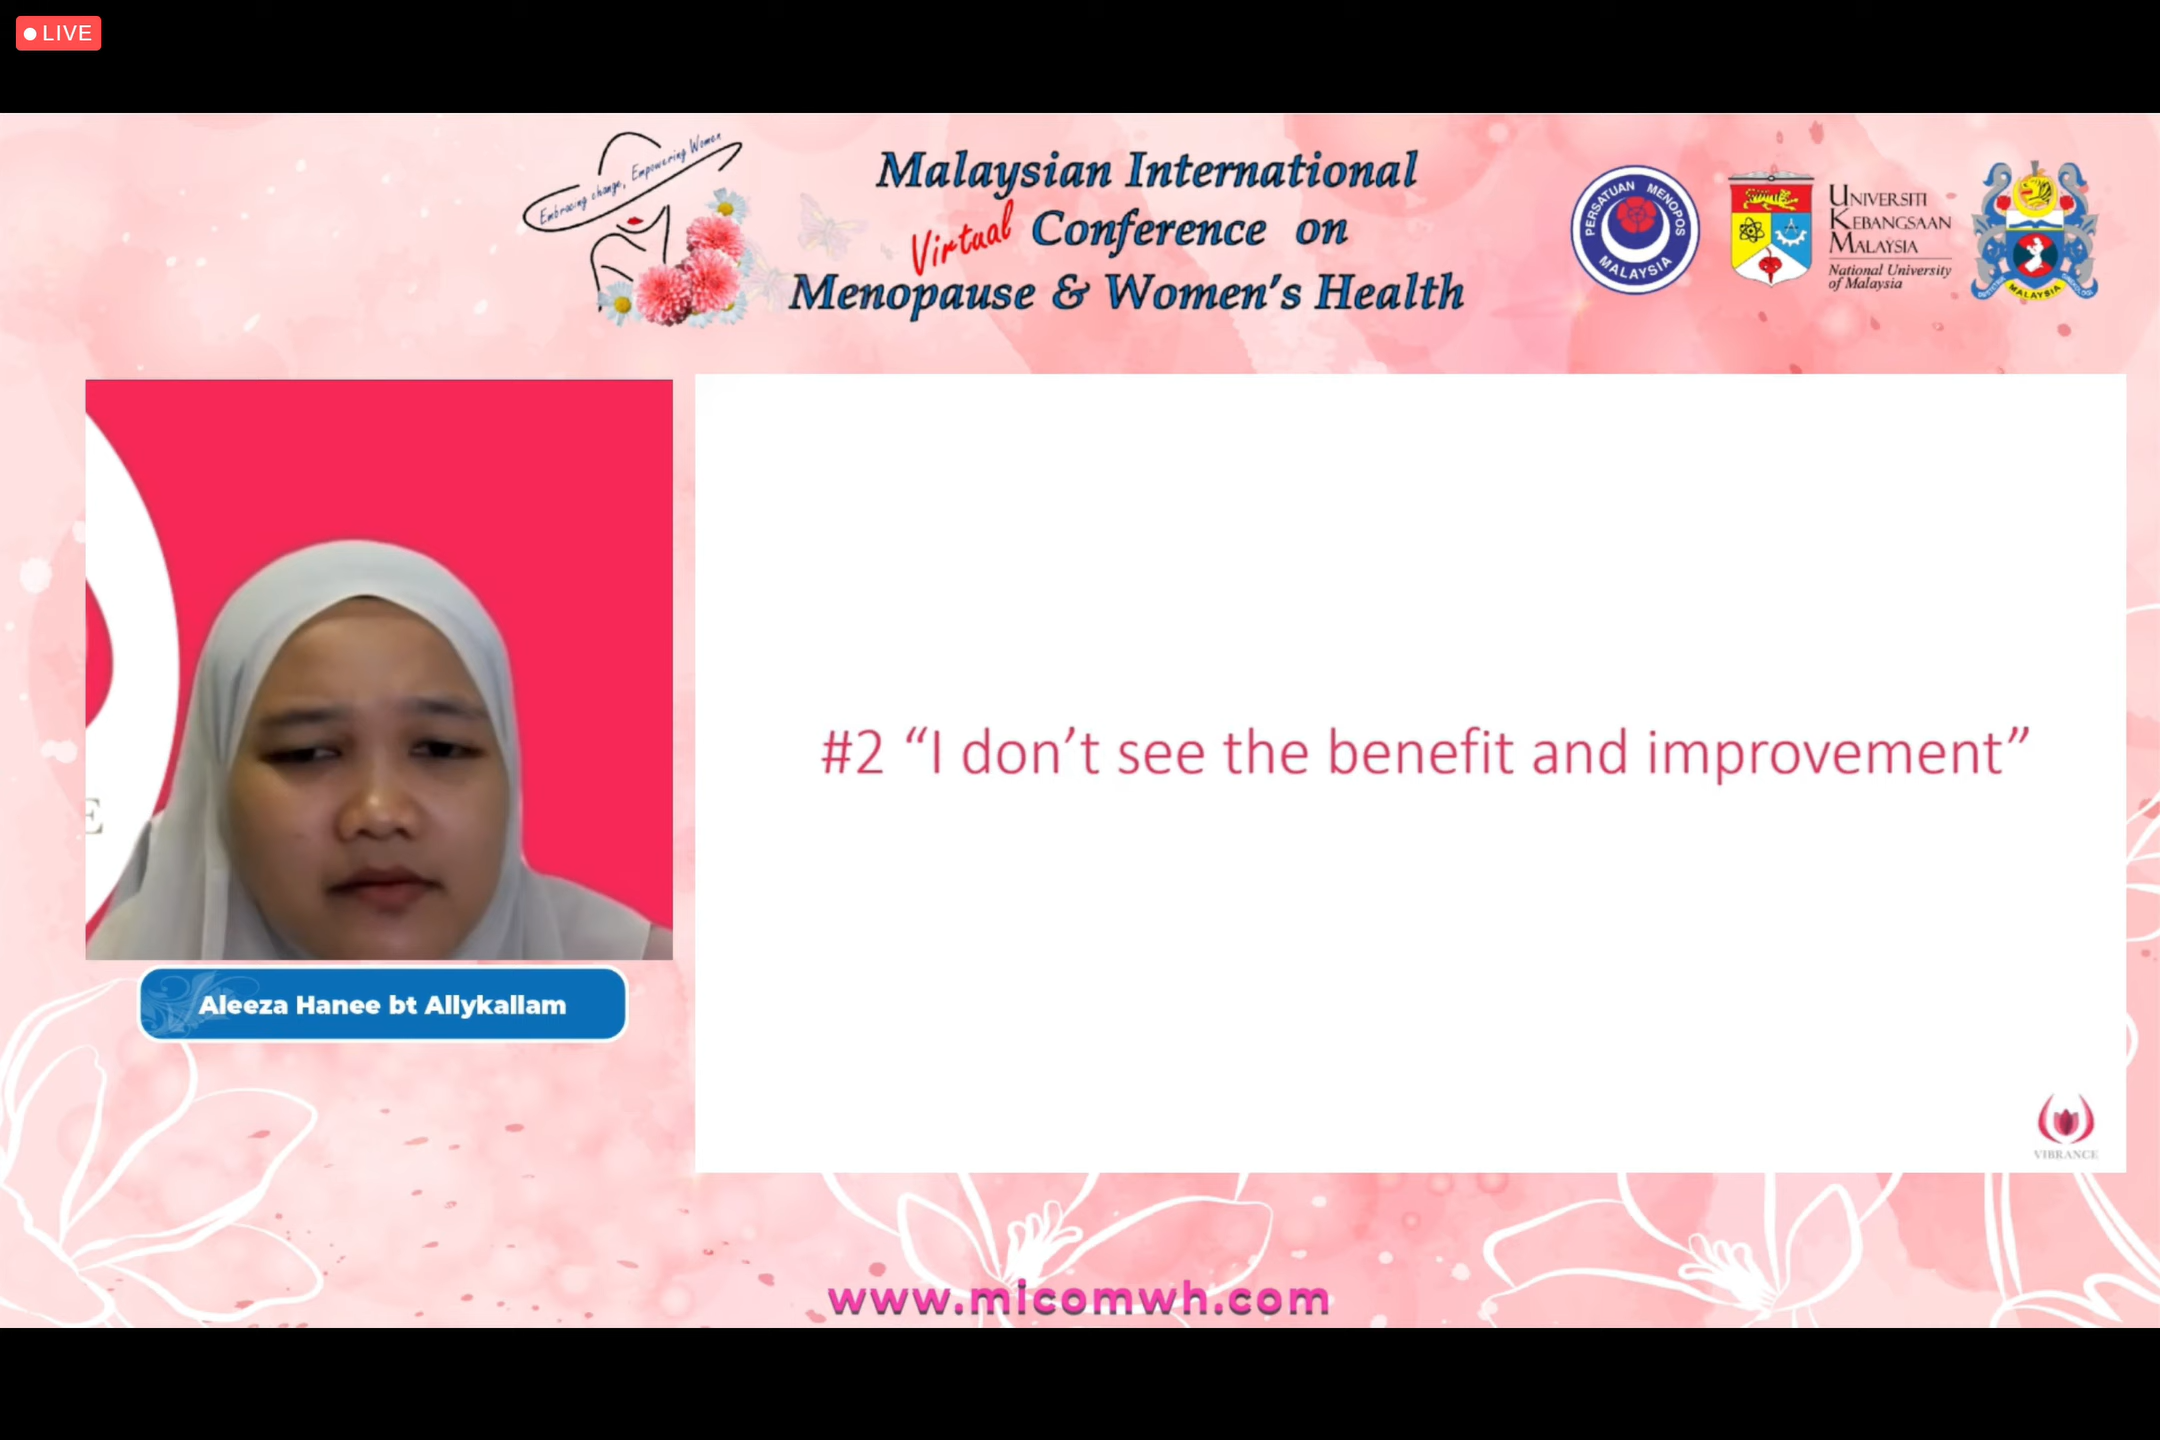 LIVE
Embracing change, Empowering Women
Malaysian International
Virtual Conference on
Menopause & Women's Health
PERSATUAN MENOPOS
MALAYSIA
UNIVERSITI
KEBANGSAAN
MALAYSIA
National University
of Malaysia
MALAYSIA
#2 “I don’t see the benefit and improvement”
E
Aleeza Hanee bt Allykallam
VIBRANCE
www.micomwh.com